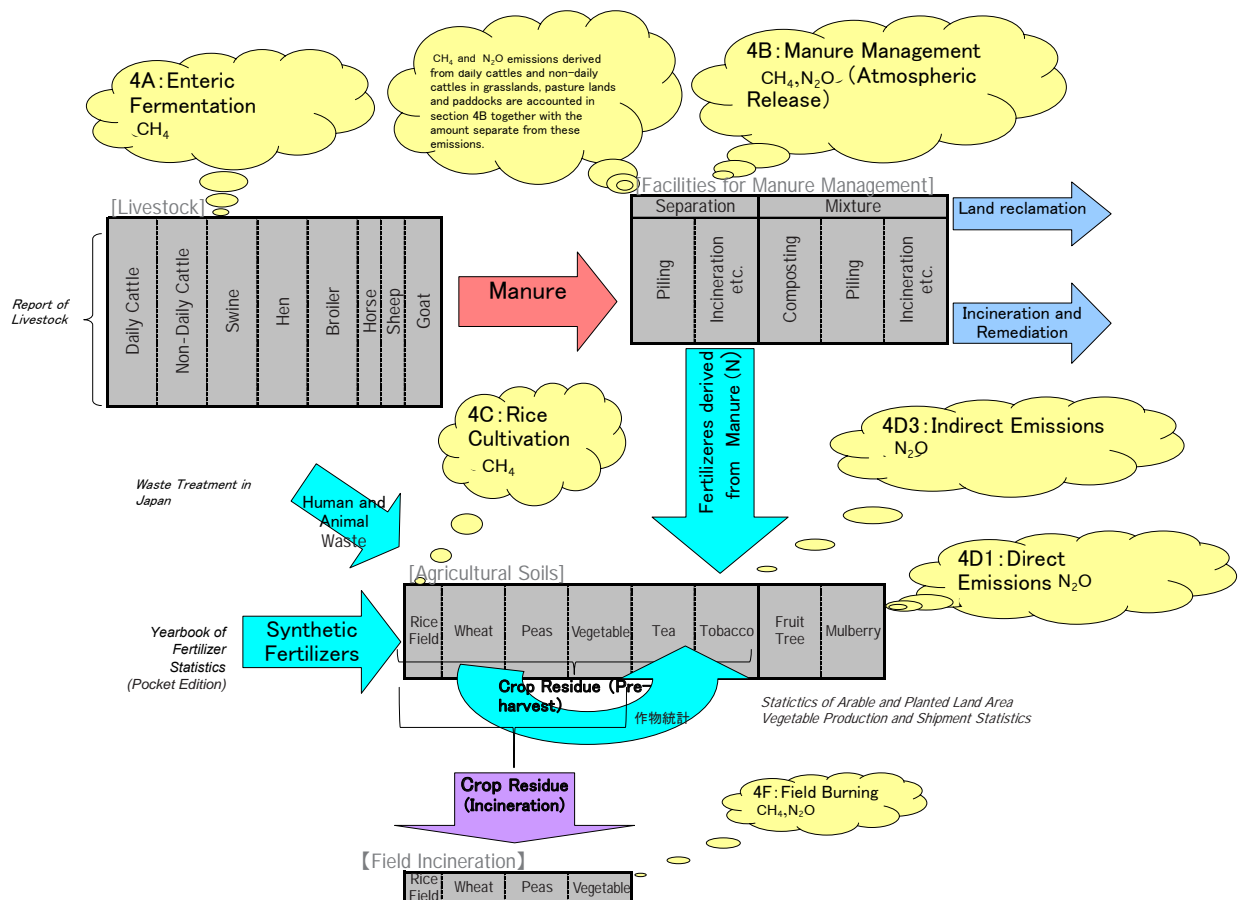 4A：Enteric
Fermentation
CH4
CH4 and N2O emissions derived
from daily cattles and non-daily
cattles in grasslands, pasture lands
and paddocks are accounted in
section 4B together with the
amount separate from these
emissions.
4B：Manure Management
CH4,N2O （Atmospheric
Release）
[Livestock]
Report of
Livestock
Daily Cattle
Non-Daily Cattle
Swine
Hen
Broiler
Horse
Sheep
Goat
Manure
[Facilities for Manure Management]
Separation
Mixture
Piling
Incineration
etc.
Composting
Piling
Incineration
etc.
Land reclamation
Incineration and
Remediation
Fertilizeres derived
from Manure (N)
4C：Rice
Cultivation
CH4
4D3：Indirect Emissions
N2O
4D1：Direct
Emissions N2O
Waste Treatment in
Japan
Human and
Animal
Waste
[Agricultural Soils]
Yearbook of
Fertilizer
Statistics
(Pocket Edition)
Synthetic
Fertilizers
Rice
Field
Wheat
Peas
Vegetable
Tea
Tobacco
Fruit
Tree
Mulberry
Crop Residue (Pre-
harvest)
作物統計
Statictics of Arable and Planted Land Area
Vegetable Production and Shipment Statistics
Crop Residue
(Incineration)
4F：Field Burning
CH4,N2O
【Field Incineration】
Rice
Field
Wheat
Peas
Vegetable